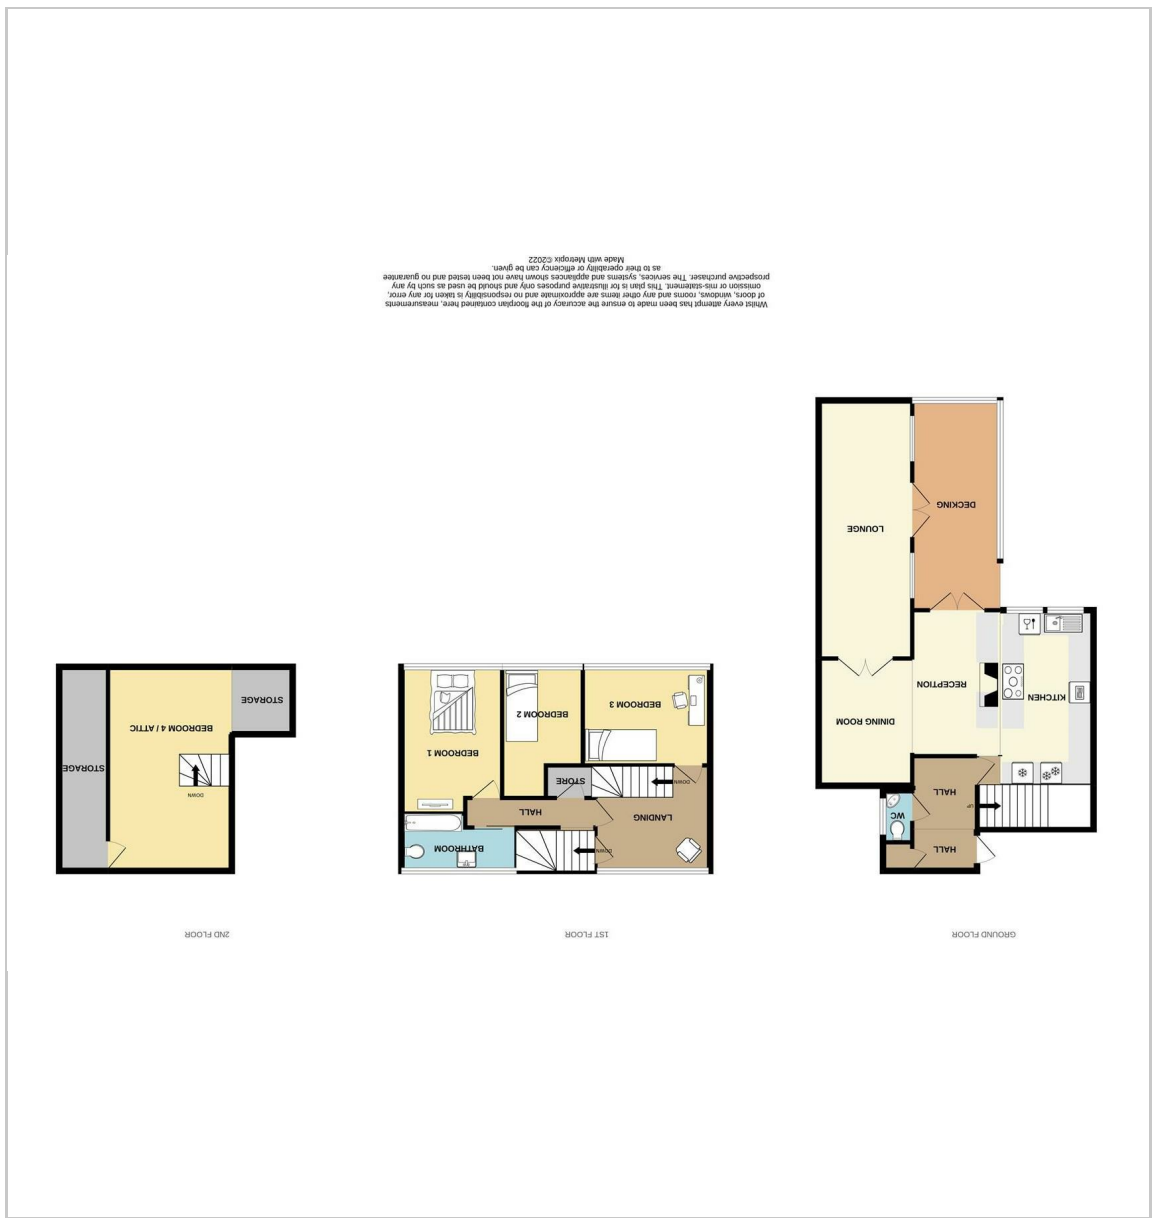 GROUND FLOOR
HALL
WC
UP
HALL
DINING ROOM
KITCHEN
RECEPTION
LOUNGE
DECKING
1ST FLOOR
DOWN
BATHROOM
LANDING
HALL
DOWN
STORE
BEDROOM 1
BEDROOM 2
BEDROOM 3
2ND FLOOR
DOWN
STORAGE
BEDROOM 4 / ATTIC
STORAGE
Whilst every attempt has been made to ensure the accuracy of the floorplan contained here, measurements
of doors, windows, rooms and any other items are approximate and no responsibility is taken for any error,
omission or mis-statement. This plan is for illustrative purposes only and should be used as such by any
prospective purchaser. The services, systems and appliances shown have not been tested and no guarantee
as to their operability or efficiency can be given.
Made with Metropix ©2022